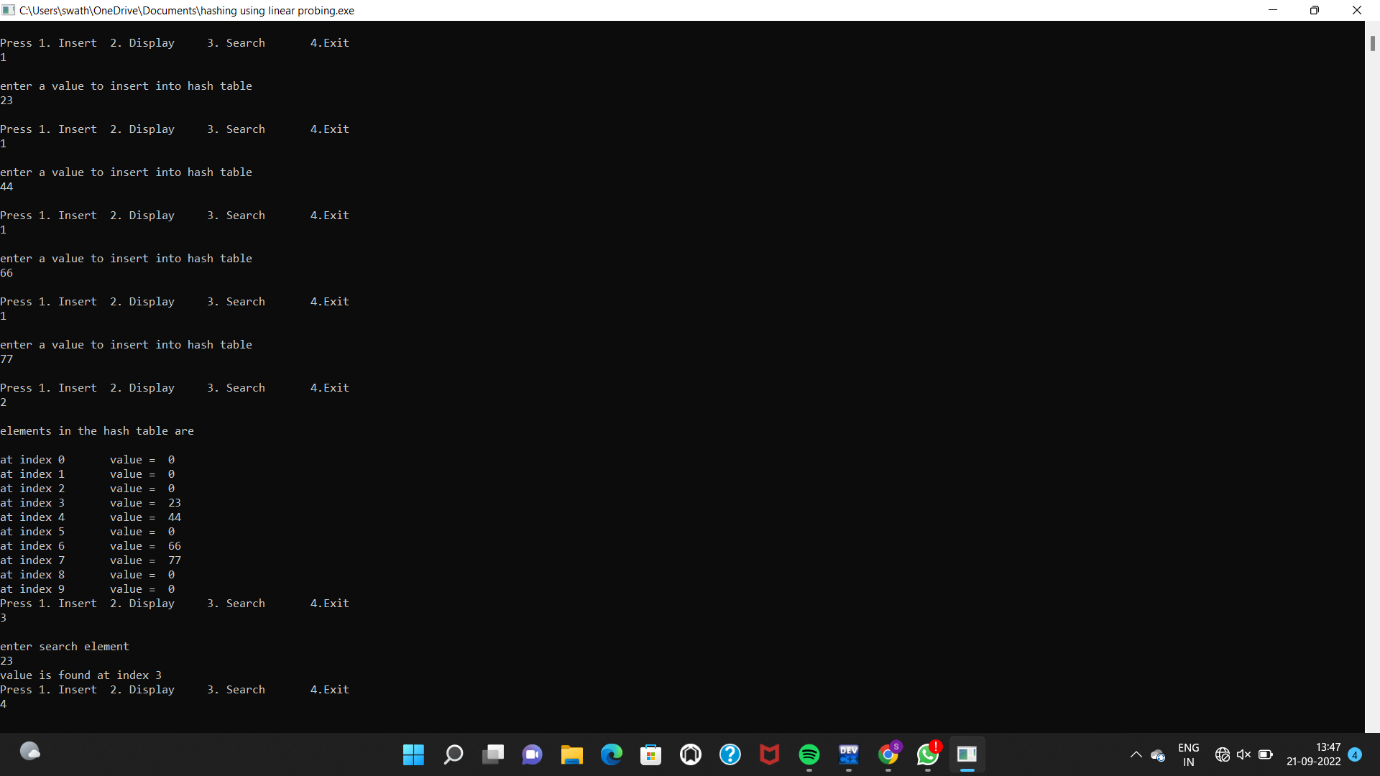 C:\Users\swath\OneDrive\Documents\hashing using linear probing.exe
Press 1. Insert  2. Display     3. Search       4.Exit
1
enter a value to insert into hash table
23
Press 1. Insert  2. Display     3. Search       4.Exit
1
enter a value to insert into hash table
44
Press 1. Insert  2. Display     3. Search       4.Exit
1
enter a value to insert into hash table
66
Press 1. Insert  2. Display     3. Search       4.Exit
1
enter a value to insert into hash table
77
Press 1. Insert  2. Display     3. Search       4.Exit
2
elements in the hash table are
at index 0       value =  0
at index 1       value =  0
at index 2       value =  0
at index 3       value =  23
at index 4       value =  44
at index 5       value =  0
at index 6       value =  66
at index 7       value =  77
at index 8       value =  0
at index 9       value =  0
Press 1. Insert  2. Display     3. Search       4.Exit
3
enter search element
23
value is found at index 3
Press 1. Insert  2. Display     3. Search       4.Exit
4
DEV
C++
S
!
ENG
IN
13:47
21-09-2022
4